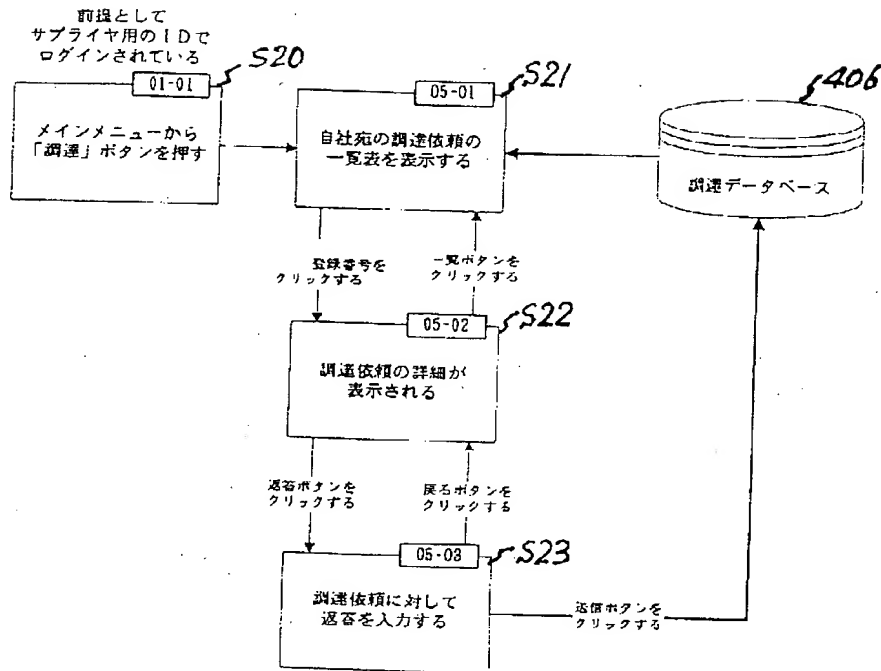 前提として
サプライヤ用のIDで
ログインされている
S20
01-01
メインメニューから
「調達」ボタンを押す
S21
05-01
自社宛の調達依頼の
一覧表を表示する
406
調達データベース
登録番号を
クリックする
一覧ボタンを
クリックする
S22
05-02
調達依頼の詳細が
表示される
返答ボタンを
クリックする
戻るボタンを
クリックする
S23
05-03
調達依頼に対して
返答を入力する
送信ボタンを
クリックする